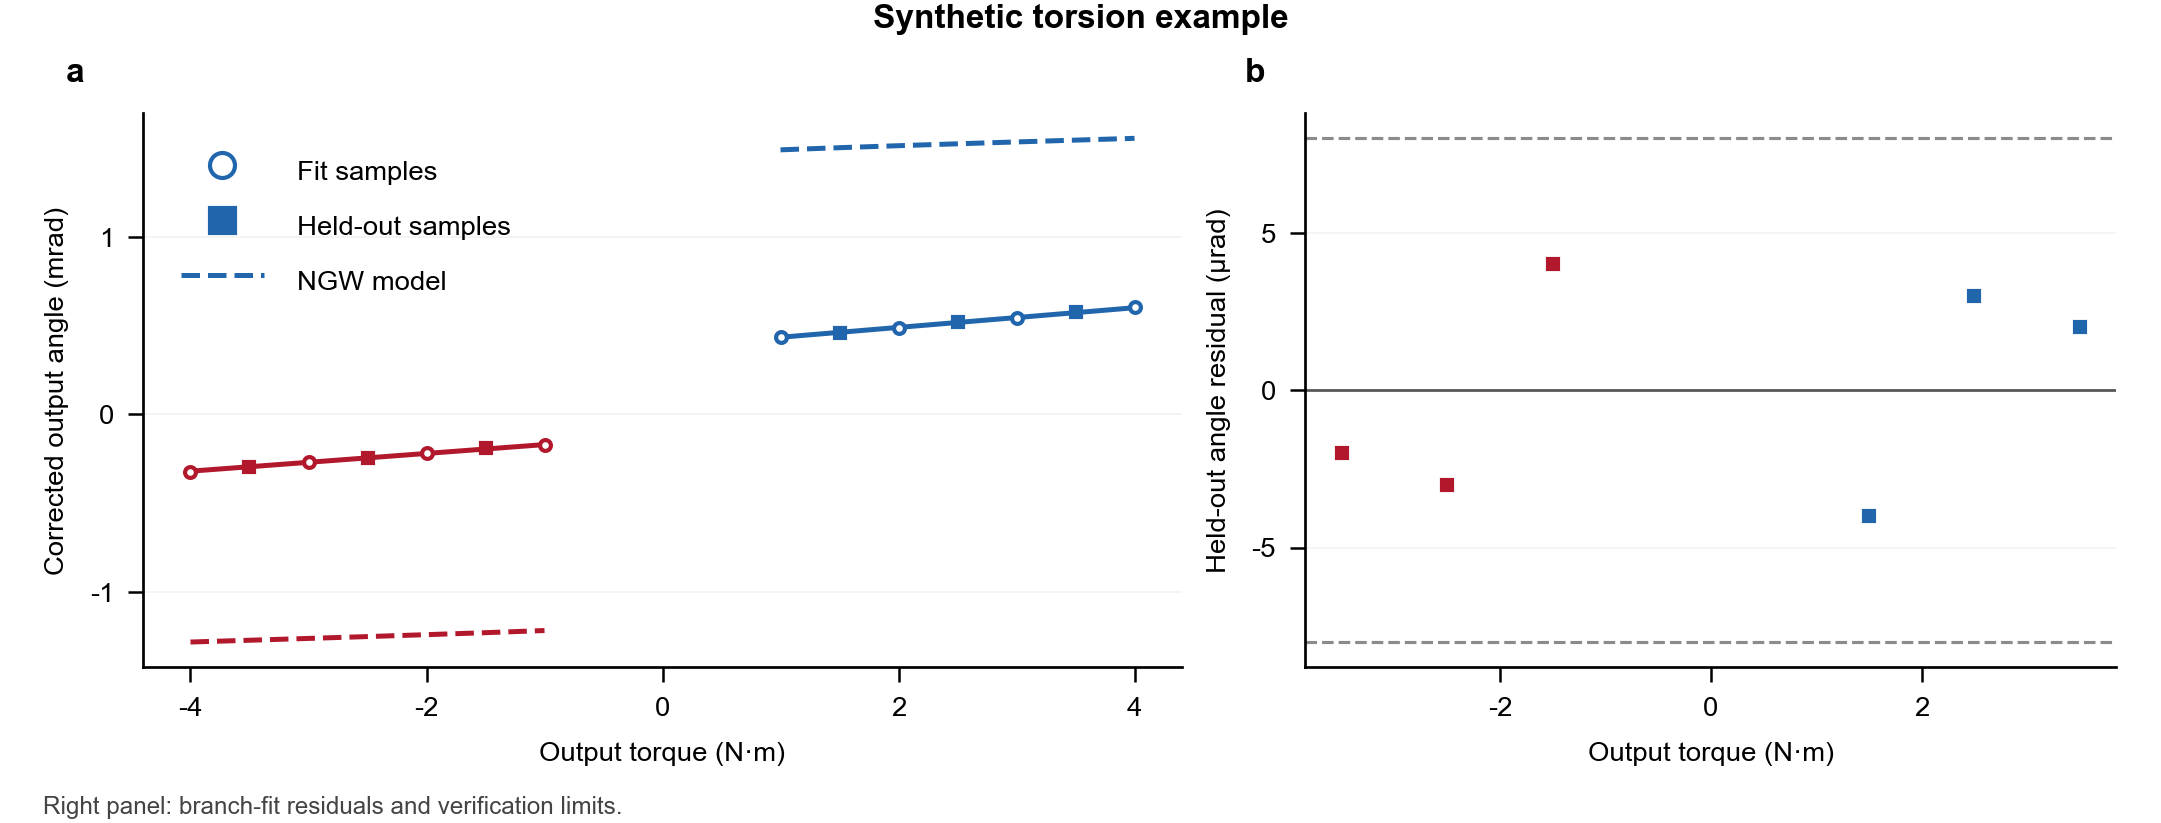 Synthetic torsion example
a
Corrected output angle (mrad)
1
0
-1
Fit samples
Held-out samples
NGW model
-4
-2
0
2
4
Output torque (N·m)
b
Held-out angle residual (μrad)
5
0
-5
-2
0
2
Output torque (N·m)
Right panel: branch-fit residuals and verification limits.